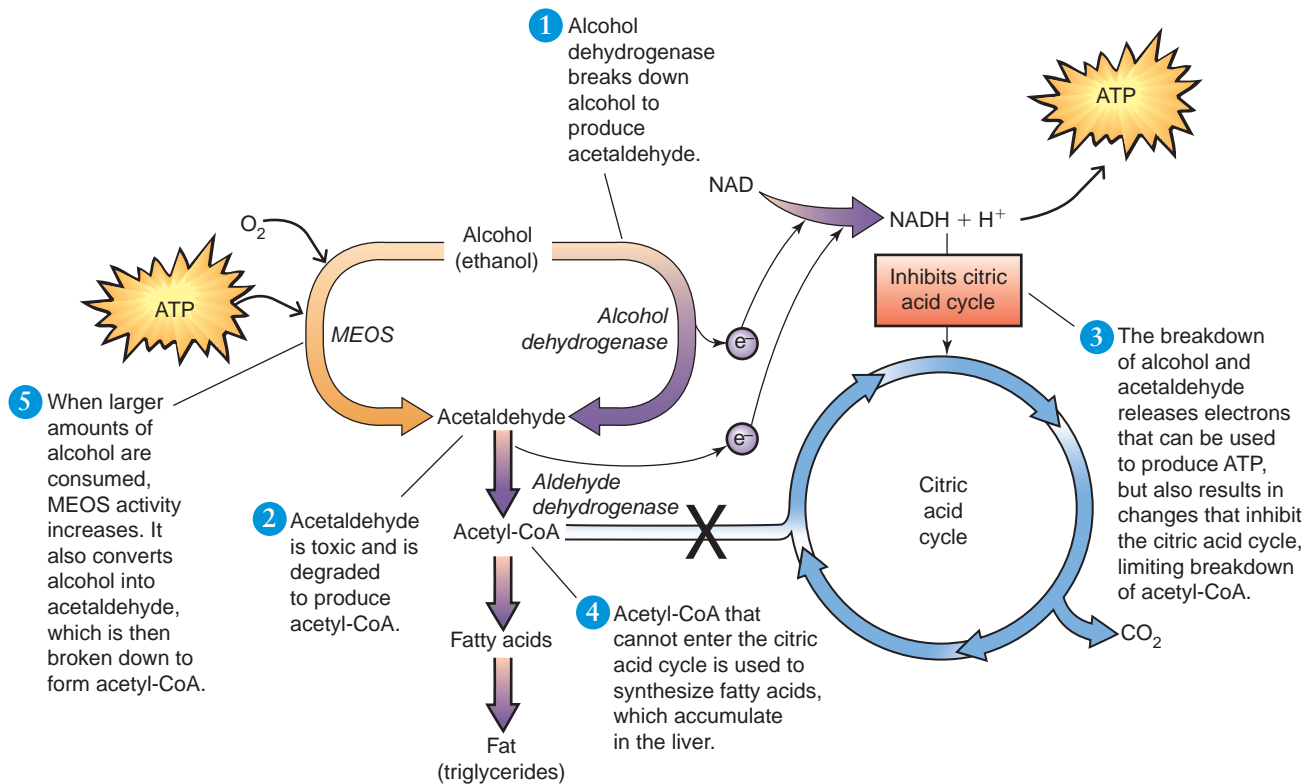 1 Alcohol
dehydrogenase
breaks down
alcohol to
produce
acetaldehyde.
ATP
NAD
NADH + H⁺
O₂
Alcohol
(ethanol)
ATP
MEOS
Alcohol
dehydrogenase
e⁻
Inhibits citric
acid cycle
3 The breakdown
of alcohol and
acetaldehyde
releases electrons
that can be used
to produce ATP,
but also results in
changes that inhibit
the citric acid cycle,
limiting breakdown
of acetyl-CoA.
5 When larger
amounts of
alcohol are
consumed,
MEOS activity
increases. It
also converts
alcohol into
acetaldehyde,
which is then
broken down to
form acetyl-CoA.
Acetaldehyde
e⁻
Aldehyde
dehydrogenase
2 Acetaldehyde
is toxic and is
degraded
to produce
acetyl-CoA.
Acetyl-CoA
X
Citric
acid
cycle
4 Acetyl-CoA that
cannot enter the citric
acid cycle is used to
synthesize fatty acids,
which accumulate
in the liver.
Fatty acids
CO₂
Fat
(triglycerides)